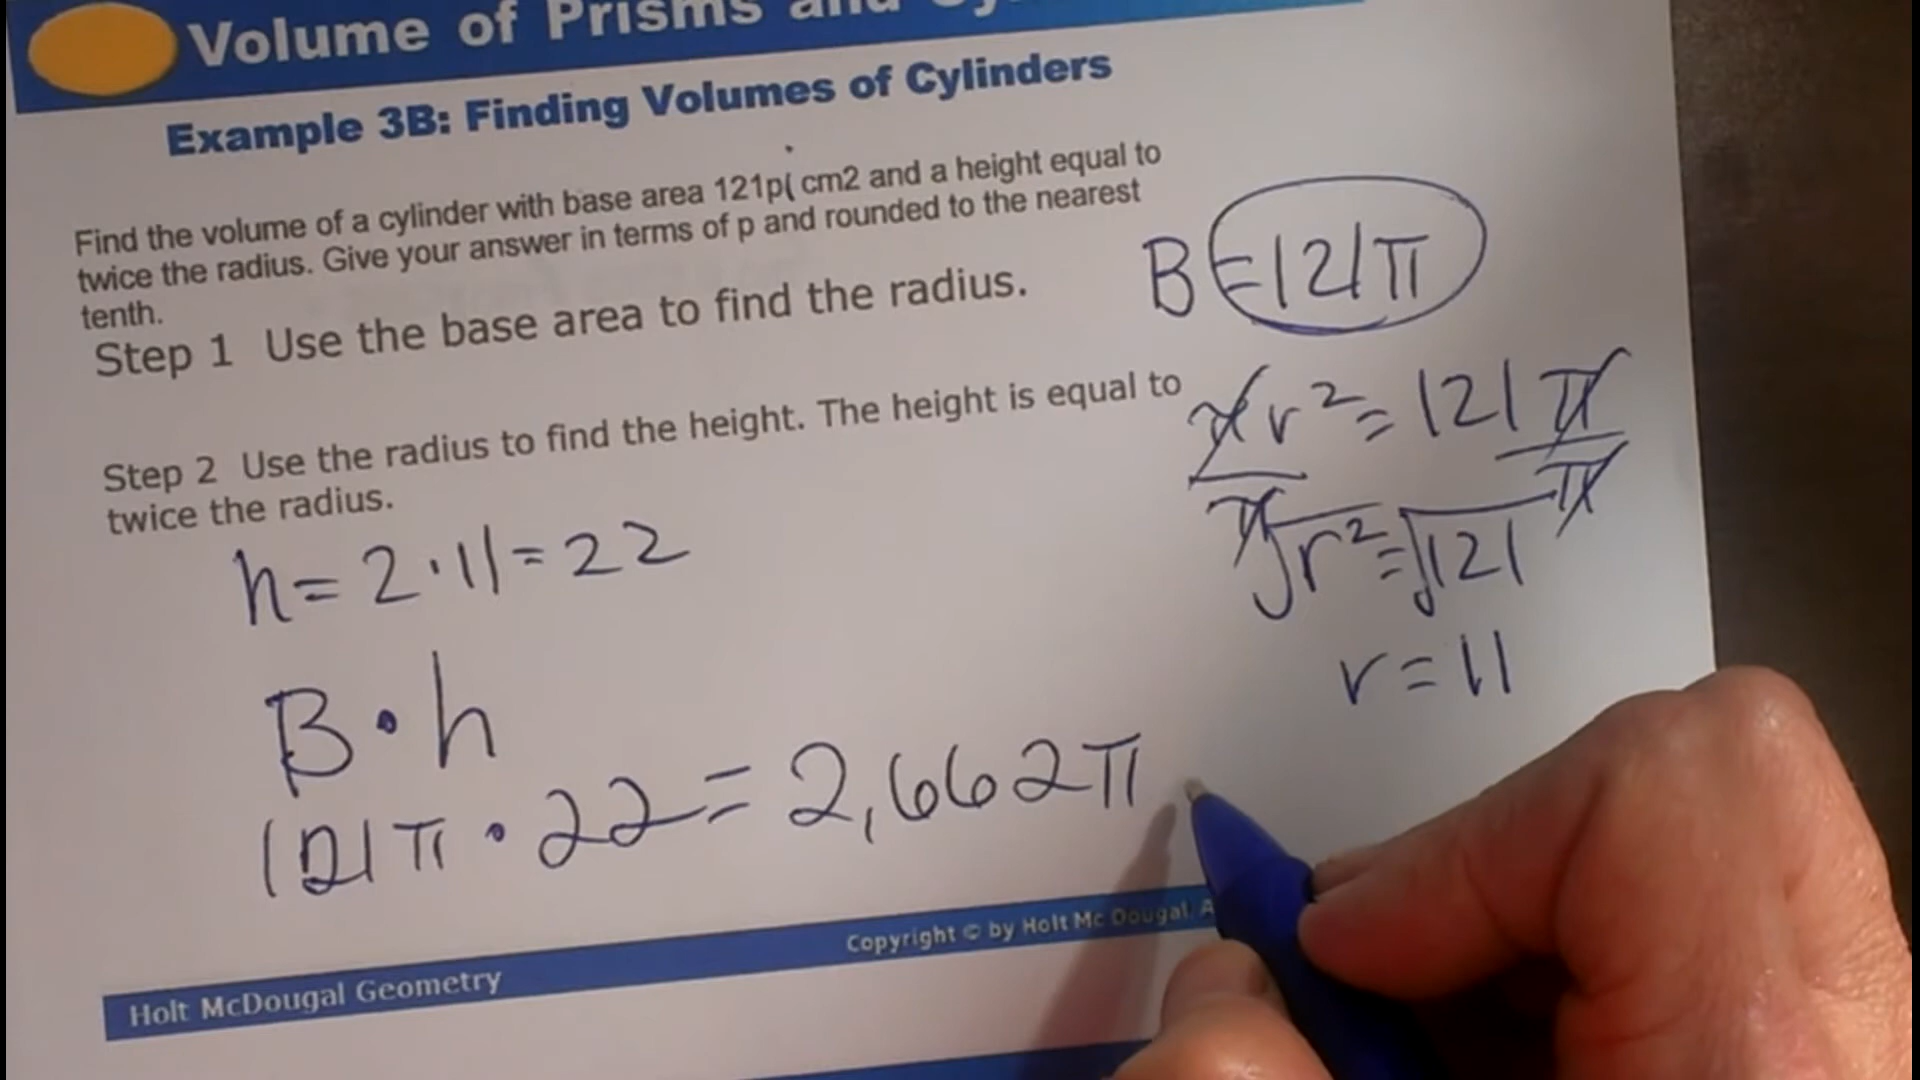 Volume of Prisms and Cy
Example 3B: Finding Volumes of Cylinders
Find the volume of a cylinder with base area 121p( cm2 and a height equal to
twice the radius. Give your answer in terms of p and rounded to the nearest
tenth.
Step 1 Use the base area to find the radius.
B=121π
πr²=121π
π π
√r²=√121
r=11
Step 2 Use the radius to find the height. The height is equal to
twice the radius.
h=2·11=22
B·h
121π·22=2,662π
Holt McDougal Geometry
Copyright © by Holt Mc Dougal. A